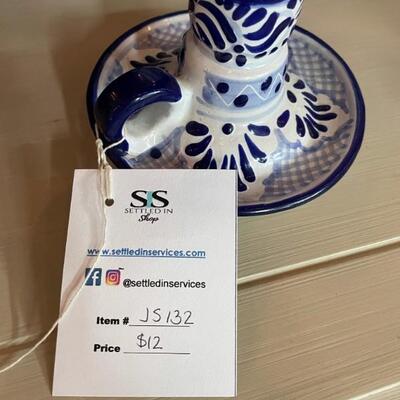 SIS
SETTLED IN
Shop
www.settledinservices.com
@settledinservices
Item # JS132
Price $12